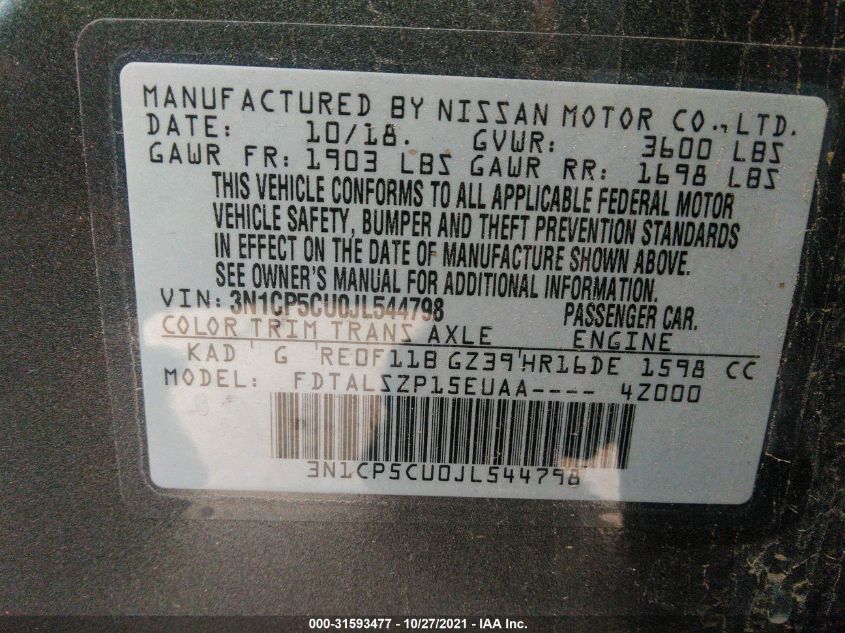 MANUFACTURED BY NISSAN MOTOR CO., LTD.
DATE: 10/18. GVWR: 3600 LBS
GAWR FR: 1903 LBS GAWR RR: 1698 LBS
THIS VEHICLE CONFORMS TO ALL APPLICABLE FEDERAL MOTOR
VEHICLE SAFETY, BUMPER AND THEFT PREVENTION STANDARDS
IN EFFECT ON THE DATE OF MANUFACTURE SHOWN ABOVE.
SEE OWNER'S MANUAL FOR ADDITIONAL INFORMATION.
VIN: 3N1CP5CU0JL544798 PASSENGER CAR.
COLOR TRIM TRANS AXLE ENGINE
KAD G RE0F11B GZ39 HR16DE 1598 CC
MODEL: FDTALSZP15EUAA---- 4Z000
3N1CP5CU0JL544798
000-31593477 - 10/27/2021 - IAA Inc.